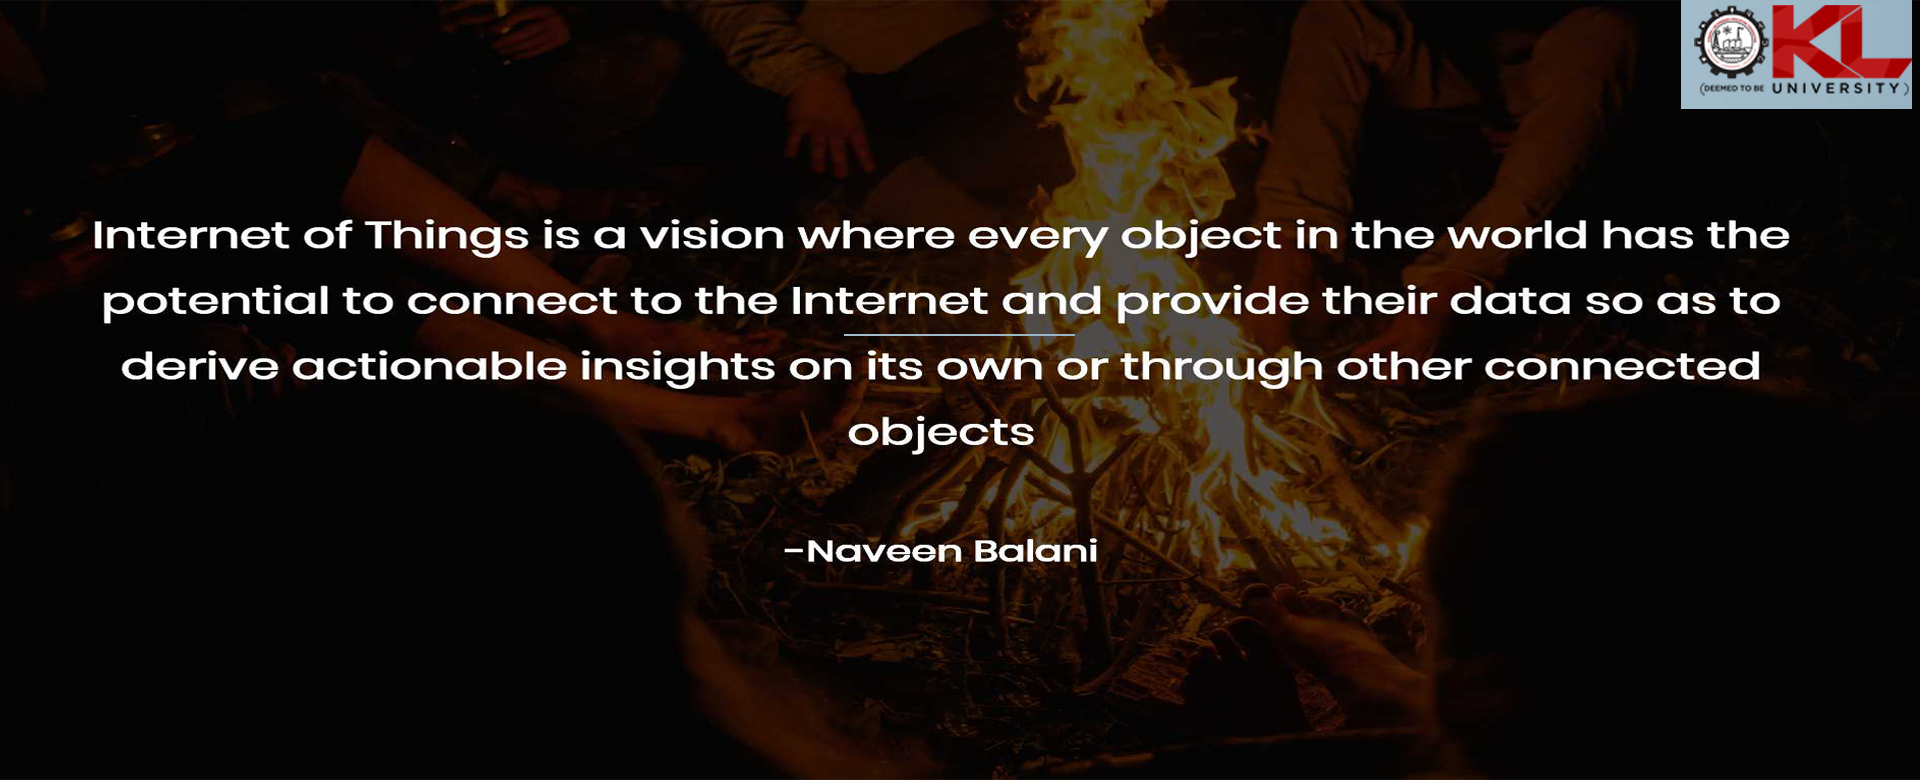 KL
(DEEMED TO BE UNIVERSITY)
Internet of Things is a vision where every object in the world has the
potential to connect to the Internet and provide their data so as to
derive actionable insights on its own or through other connected
objects
-Naveen Balani